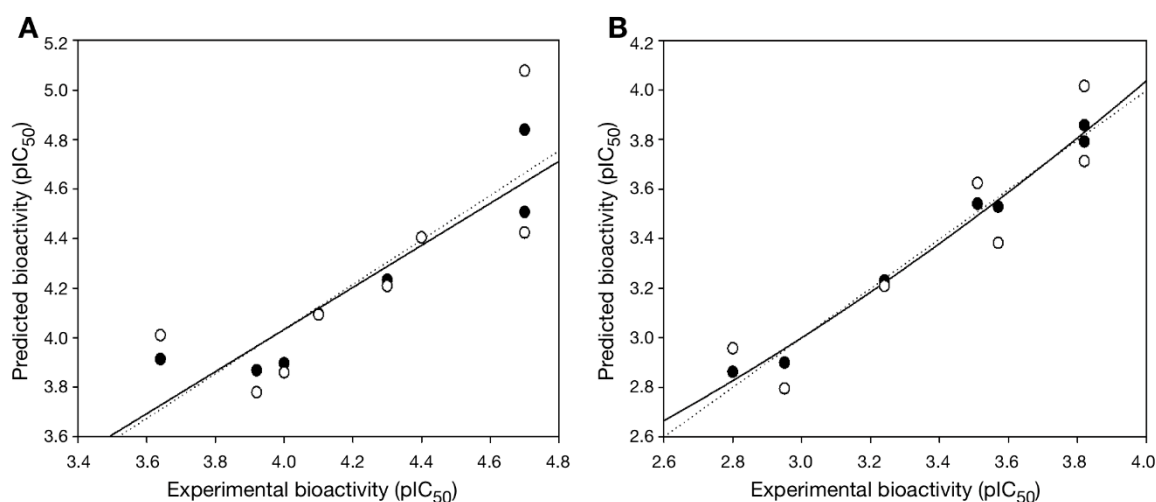 A
5.2
5.0
4.8
4.6
4.4
4.2
4.0
3.8
3.6
3.4 3.6 3.8 4.0 4.2 4.4 4.6 4.8
Predicted bioactivity (pIC50)
Experimental bioactivity (pIC50)
B
4.2
4.0
3.8
3.6
3.4
3.2
3.0
2.8
2.6
2.6 2.8 3.0 3.2 3.4 3.6 3.8 4.0
Predicted bioactivity (pIC50)
Experimental bioactivity (pIC50)